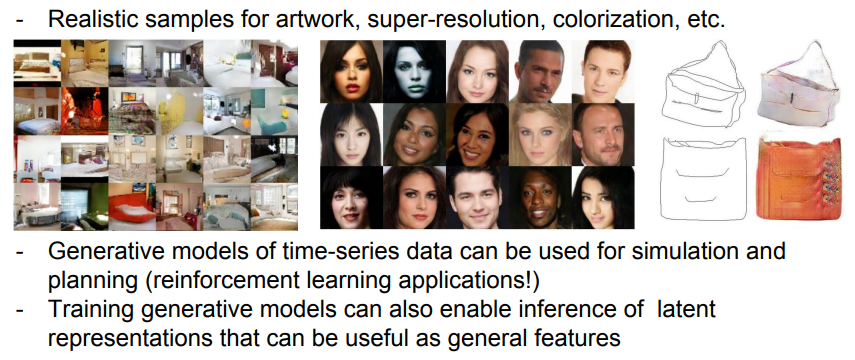 - Realistic samples for artwork, super-resolution, colorization, etc.
- Generative models of time-series data can be used for simulation and
planning (reinforcement learning applications!)
- Training generative models can also enable inference of latent
representations that can be useful as general features